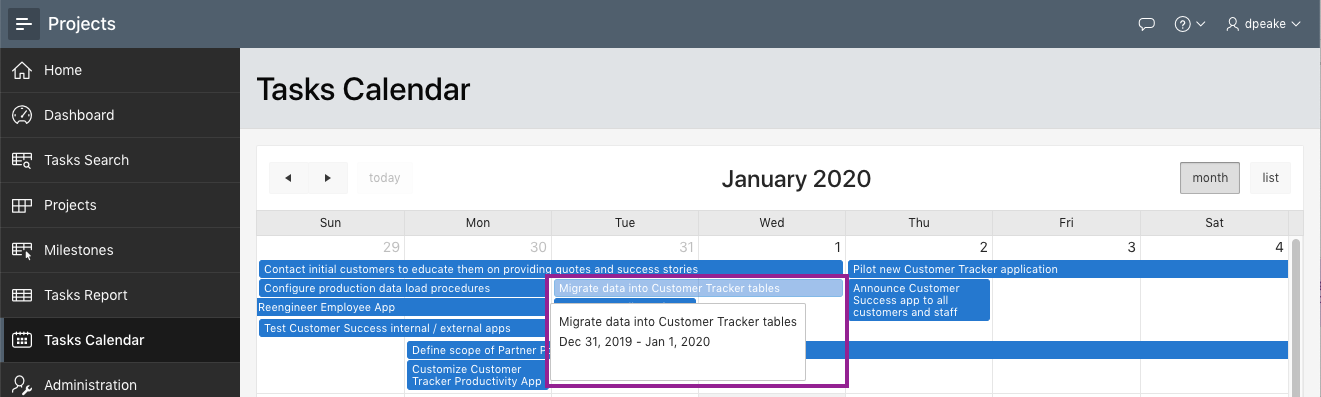 Projects
dpeake
Home
Dashboard
Tasks Search
Projects
Milestones
Tasks Report
Tasks Calendar
Administration
Tasks Calendar
today
January 2020
month
list
Sun Mon Tue Wed Thu Fri Sat
29 30 31 1 2 3 4
Contact initial customers to educate them on providing quotes and success stories
Pilot new Customer Tracker application
Configure production data load procedures
Migrate data into Customer Tracker tables
Announce Customer
Success app to all
customers and staff
Reengineer Employee App
Test Customer Success internal / external apps
Migrate data into Customer Tracker tables
Dec 31, 2019 - Jan 1, 2020
Define scope of Partner
Customize Customer
Tracker Productivity App